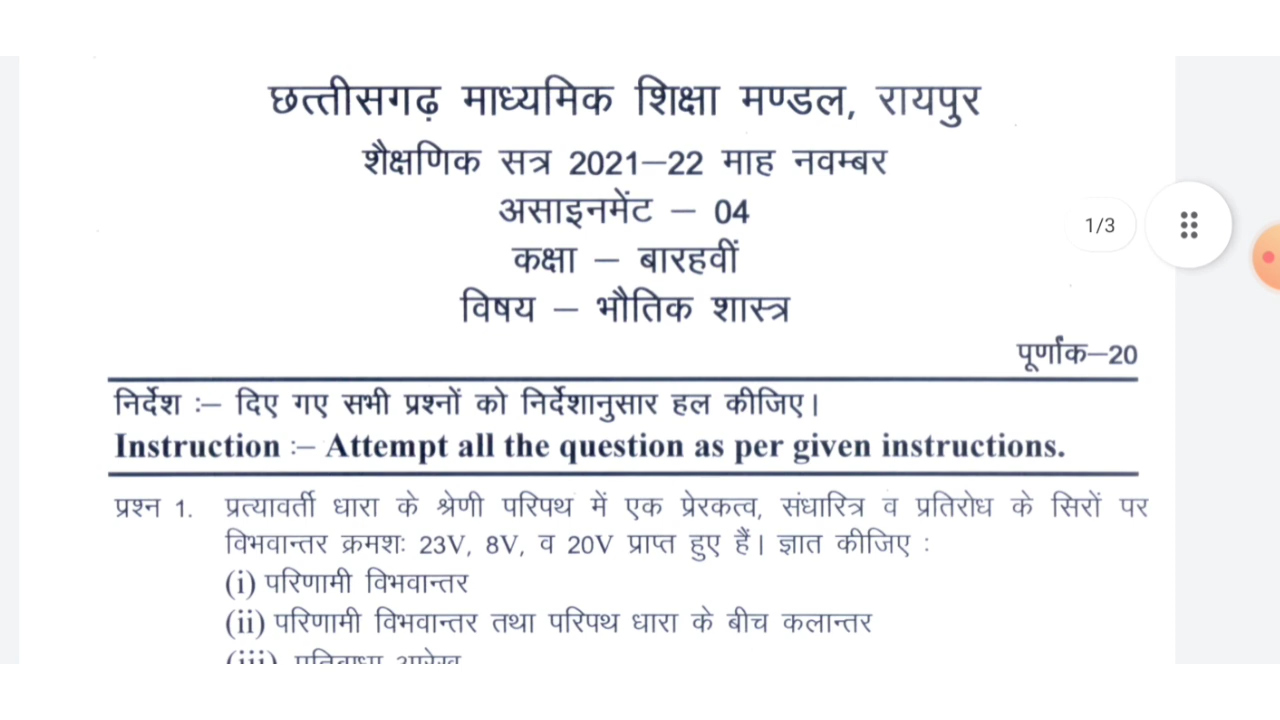 छत्तीसगढ़ माध्यमिक शिक्षा मण्डल, रायपुर
शैक्षणिक सत्र 2021–22 माह नवम्बर
असाइनमेंट – 04
कक्षा – बारहवीं
विषय – भौतिक शास्त्र
1/3
पूर्णांक–20
निर्देश :– दिए गए सभी प्रश्नों को निर्देशानुसार हल कीजिए।
Instruction :– Attempt all the question as per given instructions.
प्रश्न 1. प्रत्यावर्ती धारा के श्रेणी परिपथ में एक प्रेरकत्व, संधारित्र व प्रतिरोध के सिरों पर
विभवान्तर क्रमशः 23V, 8V, व 20V प्राप्त हुए हैं। ज्ञात कीजिए :
(i) परिणामी विभवान्तर
(ii) परिणामी विभवान्तर तथा परिपथ धारा के बीच कलान्तर
(iii)